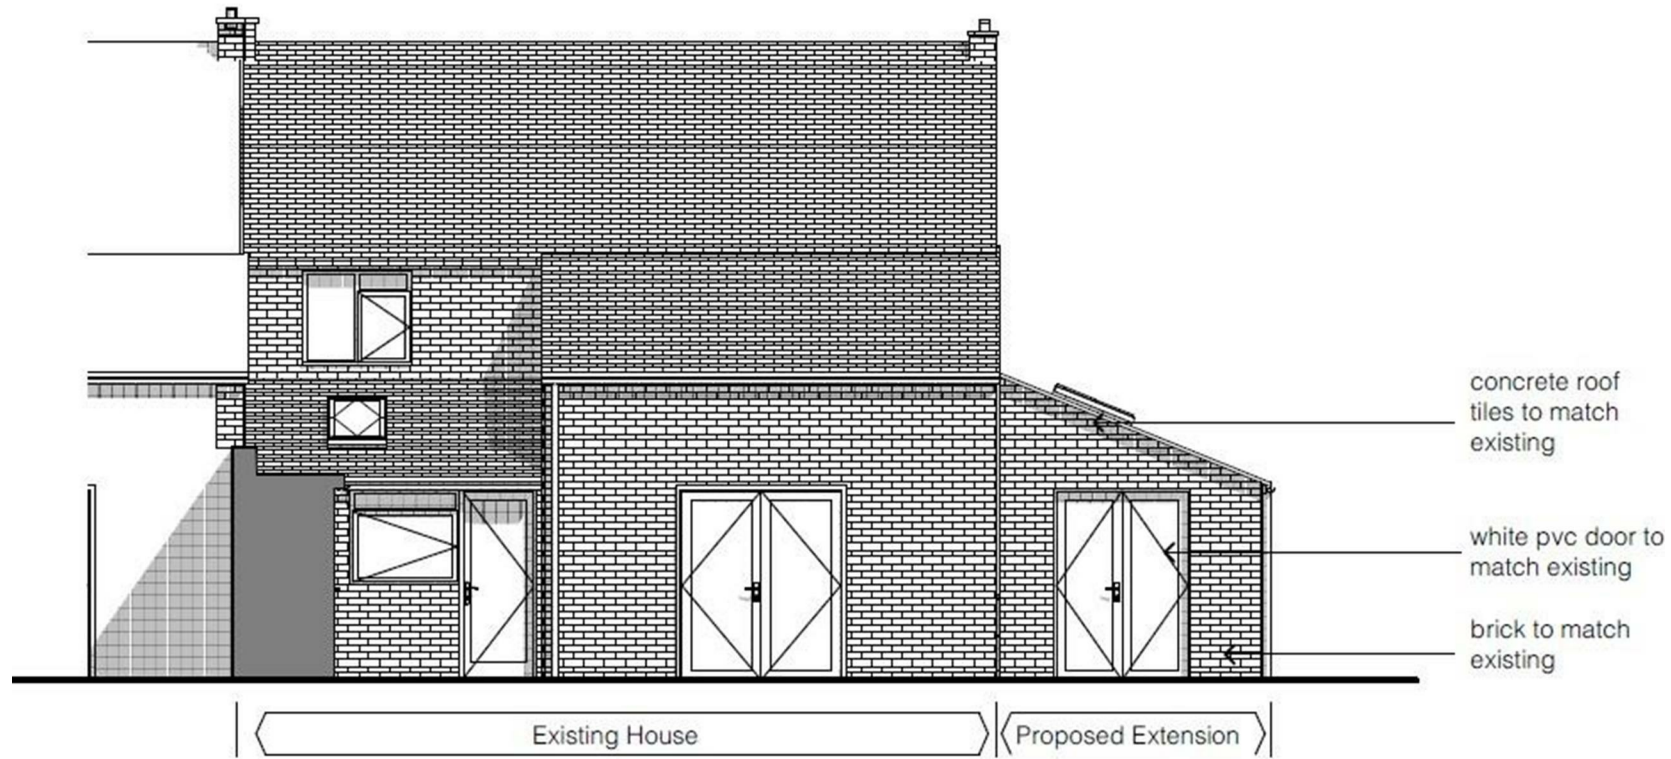 concrete roof
tiles to match
existing
white pvc door to
match existing
brick to match
existing
Existing House
Proposed Extension